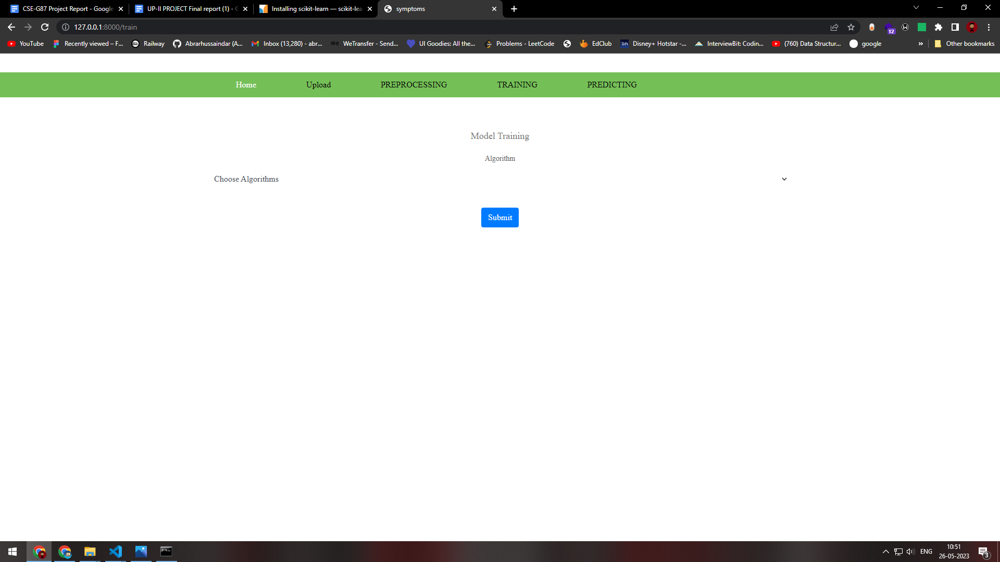 CSE-G87 Project Report - Google
UP-II PROJECT Final report (1) - G
Installing scikit-learn — scikit-lea
symptoms
127.0.0.1:8000/train
12
YouTube
Recently viewed – F...
Railway
Abrarhussaindar (A...
Inbox (13,280) - abr...
WeTransfer - Send...
UI Goodies: All the...
Problems - LeetCode
EdClub
Disney+ Hotstar -...
InterviewBit: Codin...
(760) Data Structur...
google
»
Other bookmarks
Home
Upload
PREPROCESSING
TRAINING
PREDICTING
Model Training
Algorithm
Choose Algorithms
Submit
ENG
10:51
26-05-2023
3